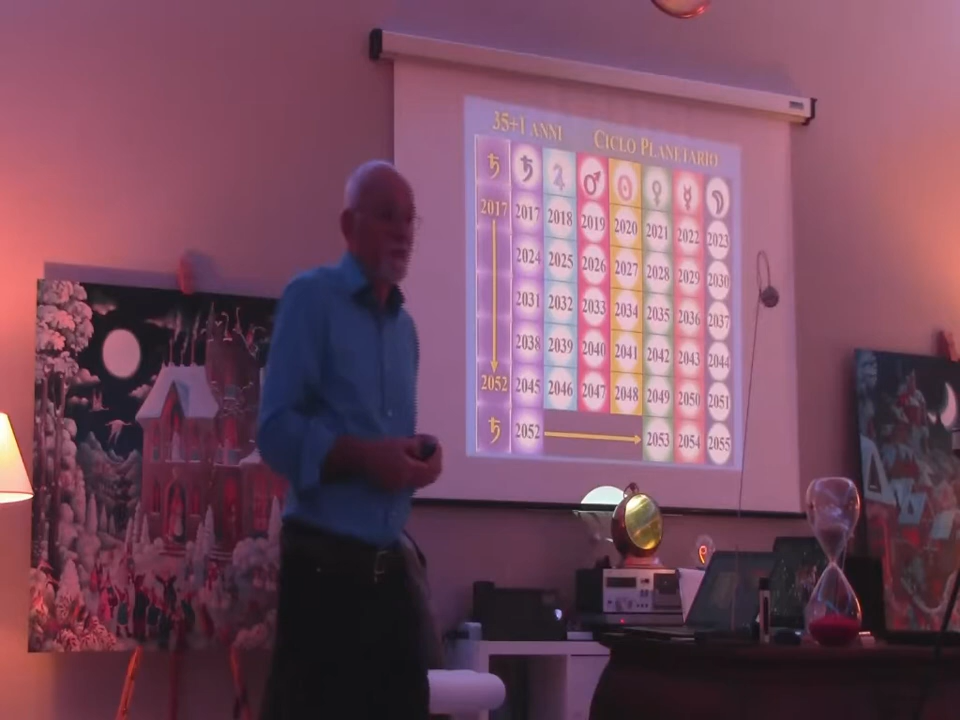 35+1 ANNI CICLO PLANETARIO
♄ ♄ ♃ ♂ ☉ ♀ ☿ ☽
2017 2017 2018 2019 2020 2021 2022 2023
2024 2025 2026 2027 2028 2029 2030
2031 2032 2033 2034 2035 2036 2037
2038 2039 2040 2041 2042 2043 2044
2052 2045 2046 2047 2048 2049 2050 2051
♄ 2052 2053 2054 2055